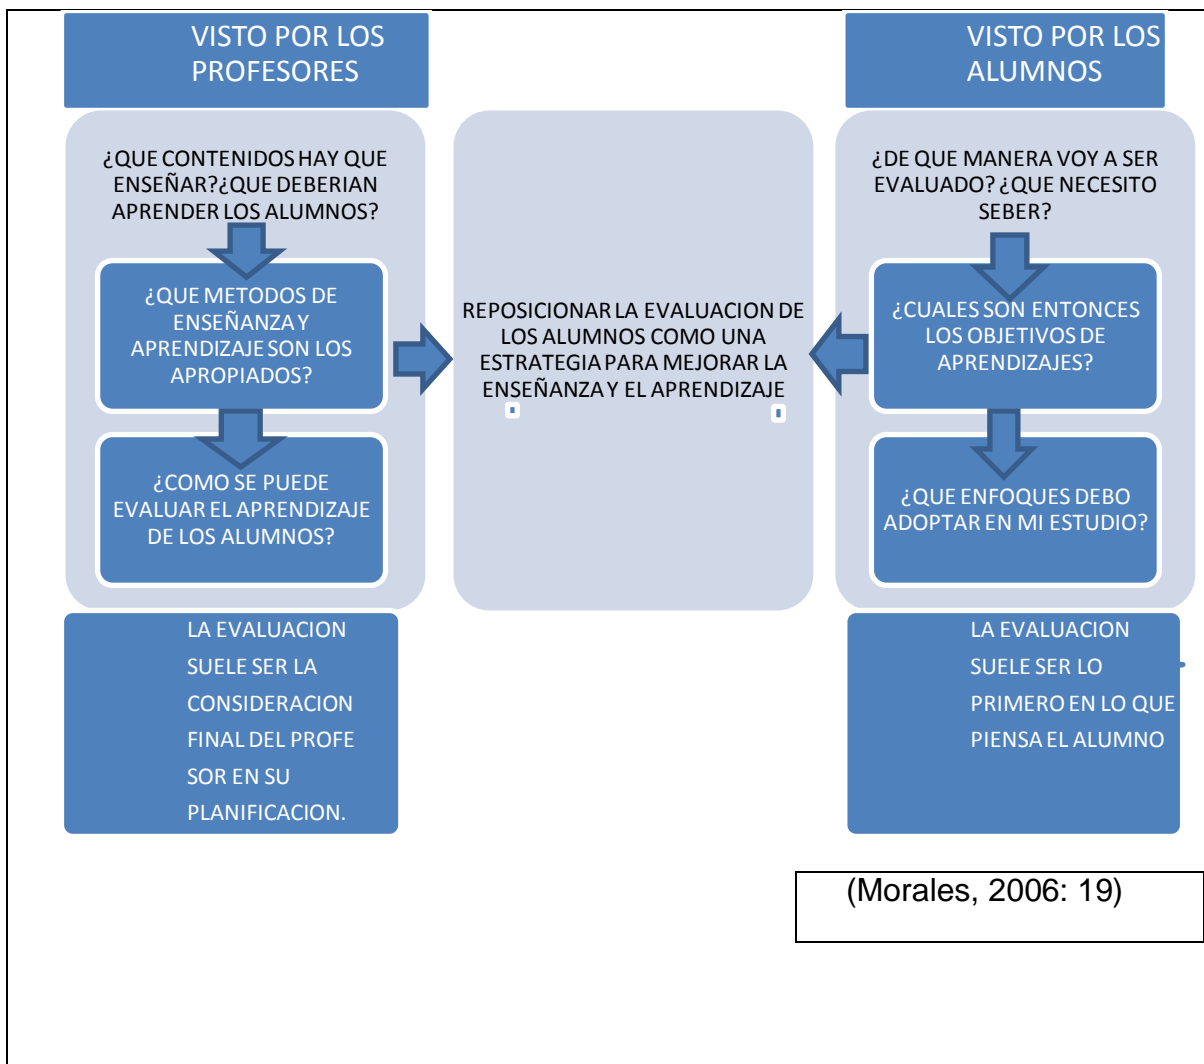 VISTO POR LOS
PROFESORES
¿QUE CONTENIDOS HAY QUE
ENSEÑAR?¿QUE DEBERIAN
APRENDER LOS ALUMNOS?
¿QUE METODOS DE
ENSEÑANZA Y
APRENDIZAJE SON LOS
APROPIADOS?
¿COMO SE PUEDE
EVALUAR EL APRENDIZAJE
DE LOS ALUMNOS?
LA EVALUACION
SUELE SER LA
CONSIDERACION
FINAL DEL PROFE
SOR EN SU
PLANIFICACION.
REPOSICIONAR LA EVALUACION DE
LOS ALUMNOS COMO UNA
ESTRATEGIA PARA MEJORAR LA
ENSEÑANZA Y EL APRENDIZAJE
VISTO POR LOS
ALUMNOS
¿DE QUE MANERA VOY A SER
EVALUADO? ¿QUE NECESITO
SEBER?
¿CUALES SON ENTONCES
LOS OBJETIVOS DE
APRENDIZAJES?
¿QUE ENFOQUES DEBO
ADOPTAR EN MI ESTUDIO?
LA EVALUACION
SUELE SER LO
PRIMERO EN LO QUE
PIENSA EL ALUMNO
(Morales, 2006: 19)